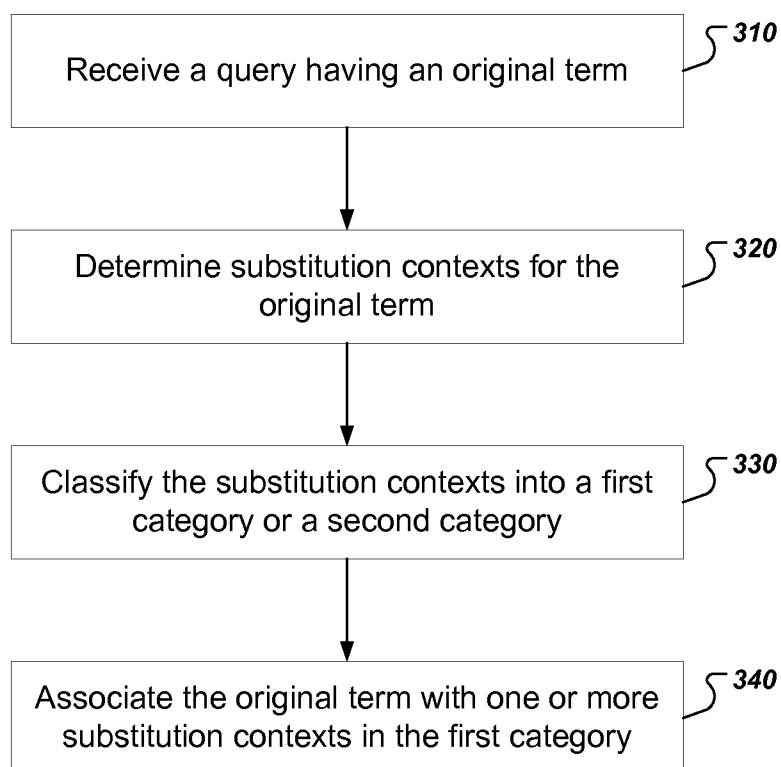 Receive a query having an original term
310
Determine substitution contexts for the
original term
320
Classify the substitution contexts into a first
category or a second category
330
Associate the original term with one or more
substitution contexts in the first category
340